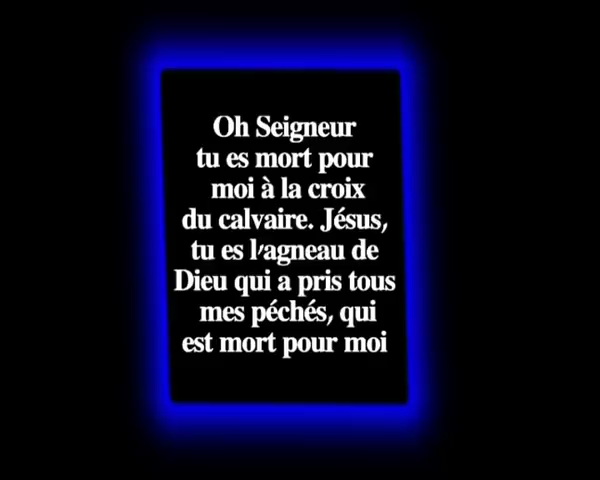 Oh Seigneur
tu es mort pour
moi à la croix
du calvaire. Jésus,
tu es l'agneau de
Dieu qui a pris tous
mes péchés, qui
est mort pour moi